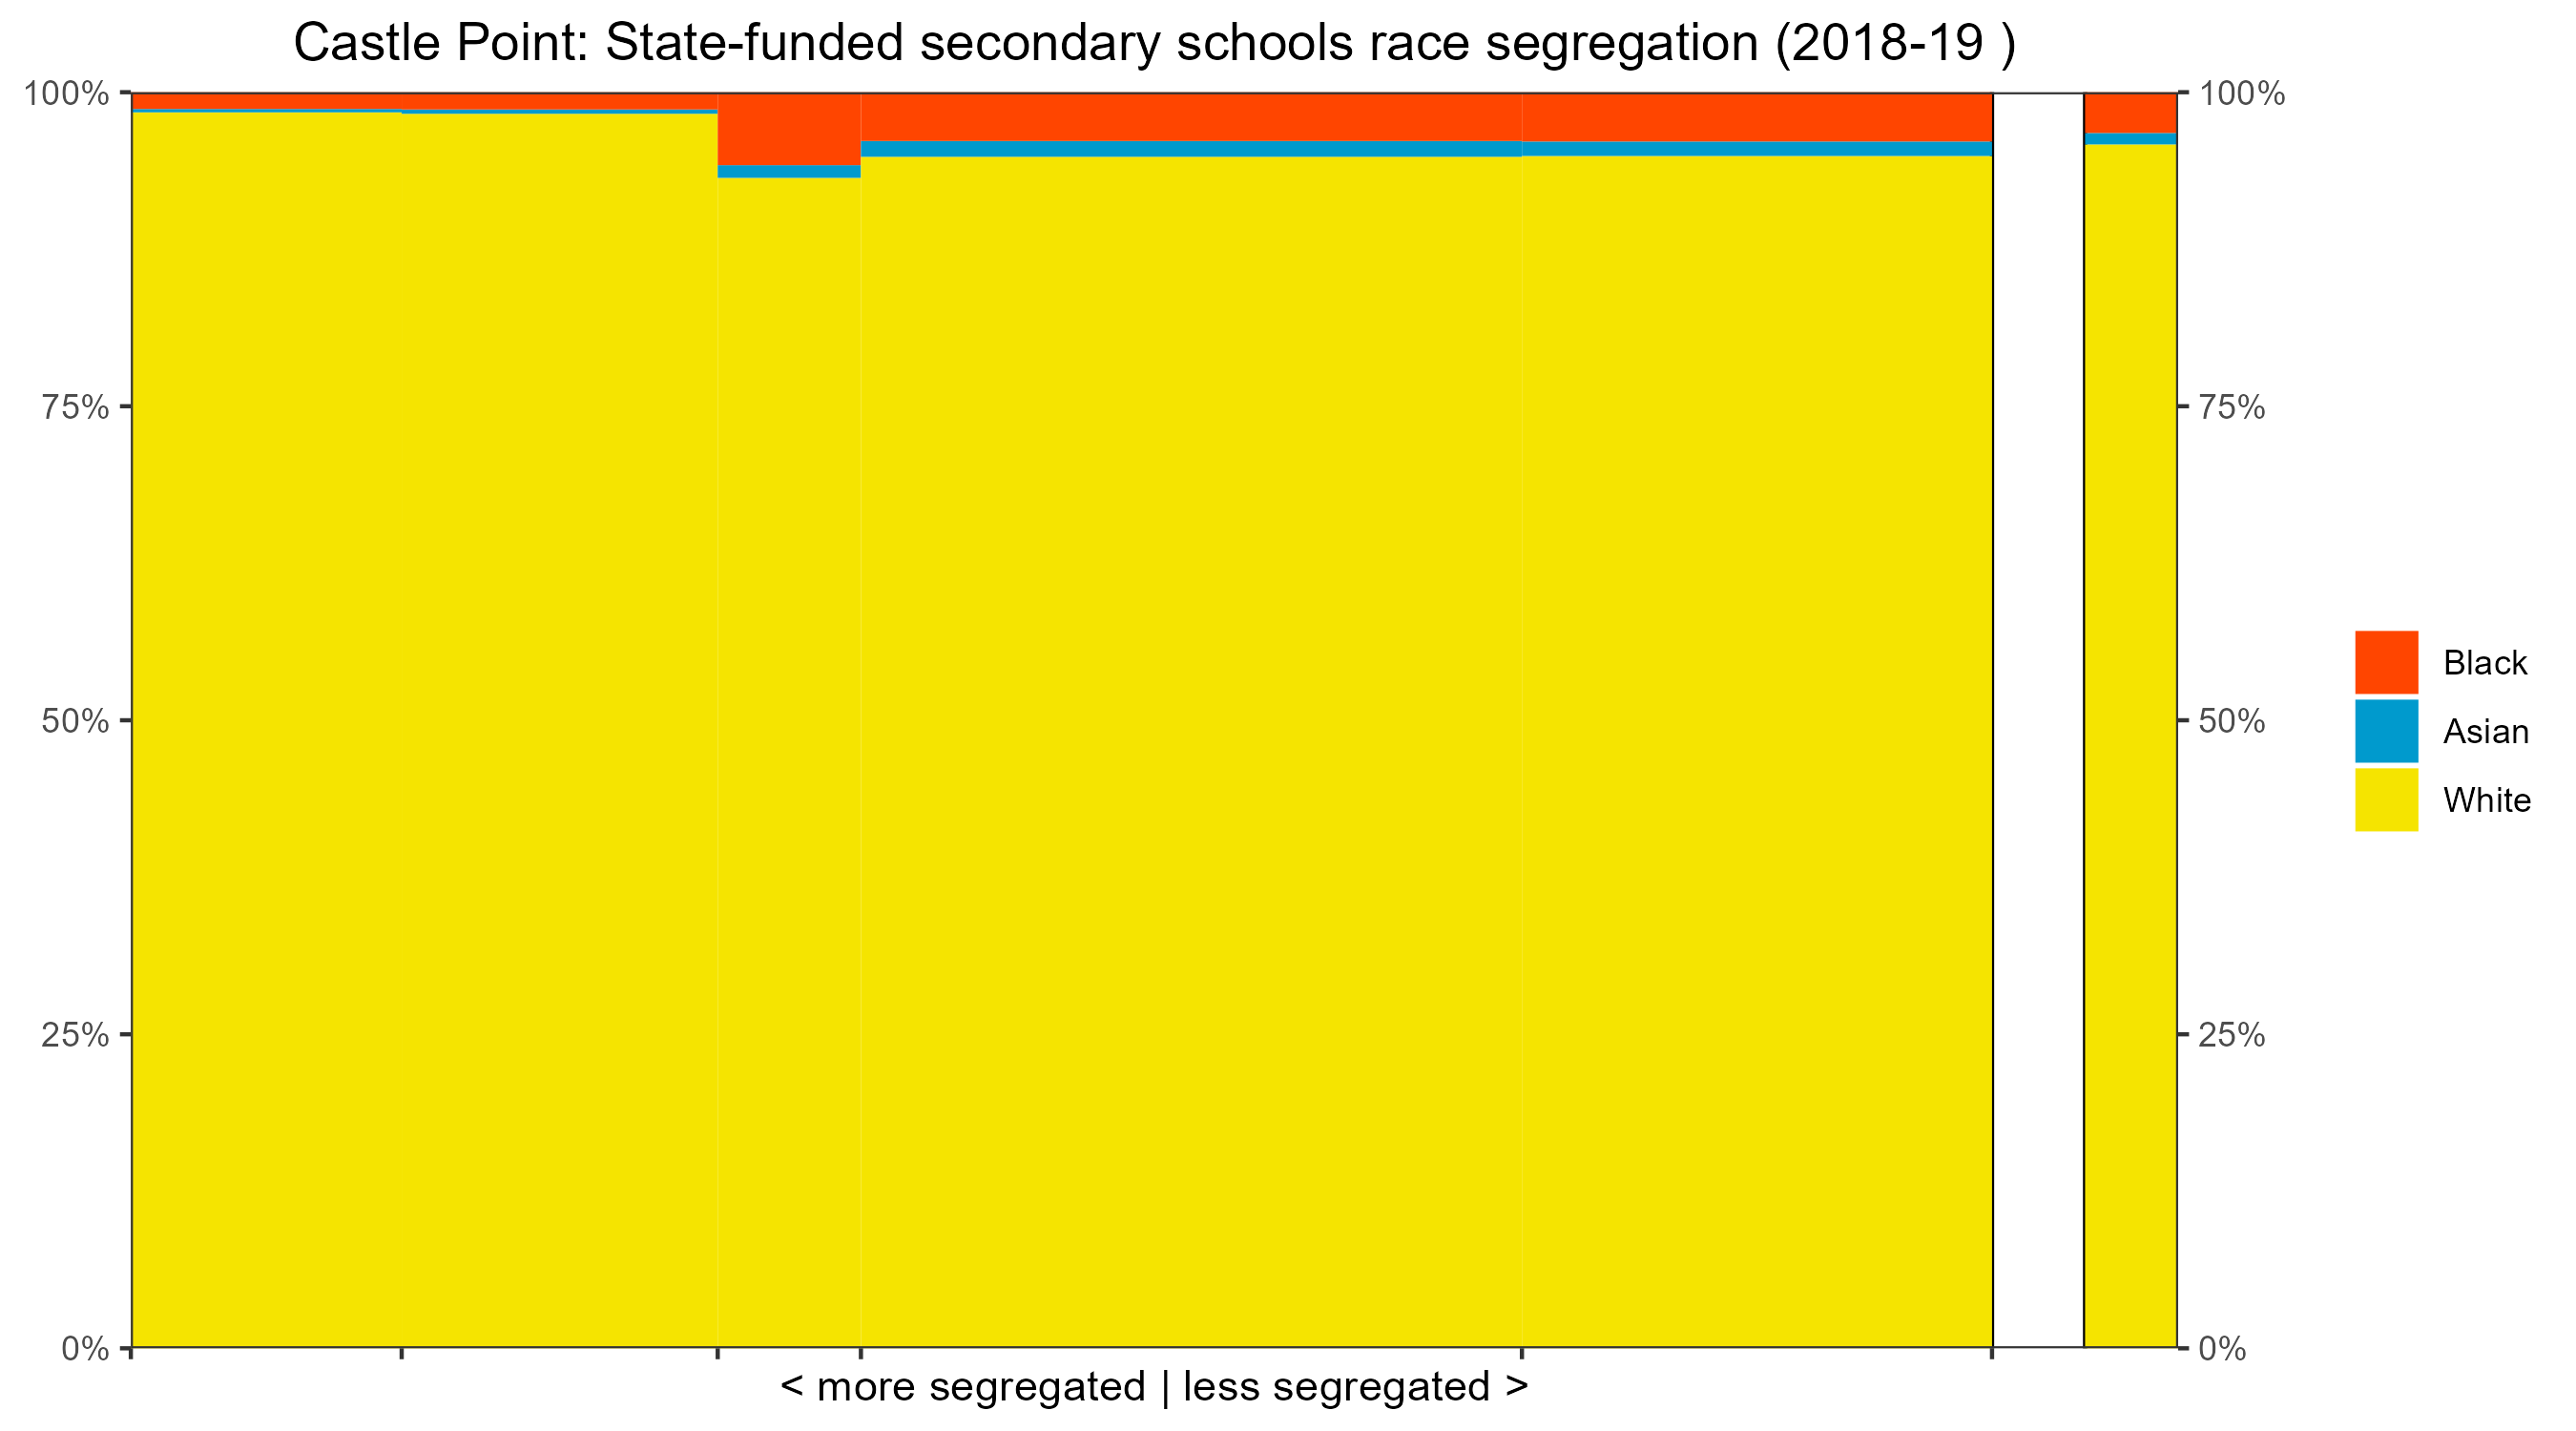 Castle Point: State-funded secondary schools race segregation (2018-19 )
100%
75%
50%
25%
0%
100%
75%
50%
25%
0%
Black
Asian
White
< more segregated | less segregated >